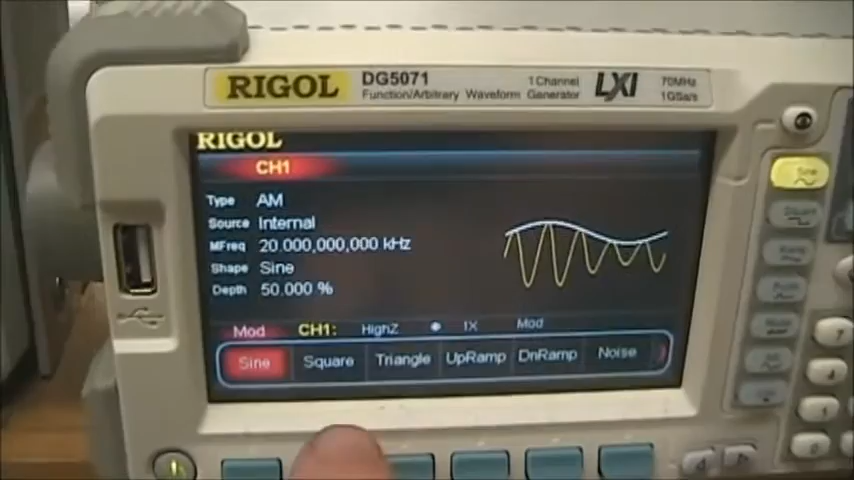 RIGOL DG5071 1 Channel LXI 70MHz
Function/Arbitrary Waveform Generator 1GSa/s
RIGOL
CH1
Type AM
Source Internal
MFreq 20.000,000,000 kHz
Shape Sine
Depth 50.000 %
Mod CH1: HighZ 1X Mod
Sine Square Triangle UpRamp DnRamp Noise
Sine